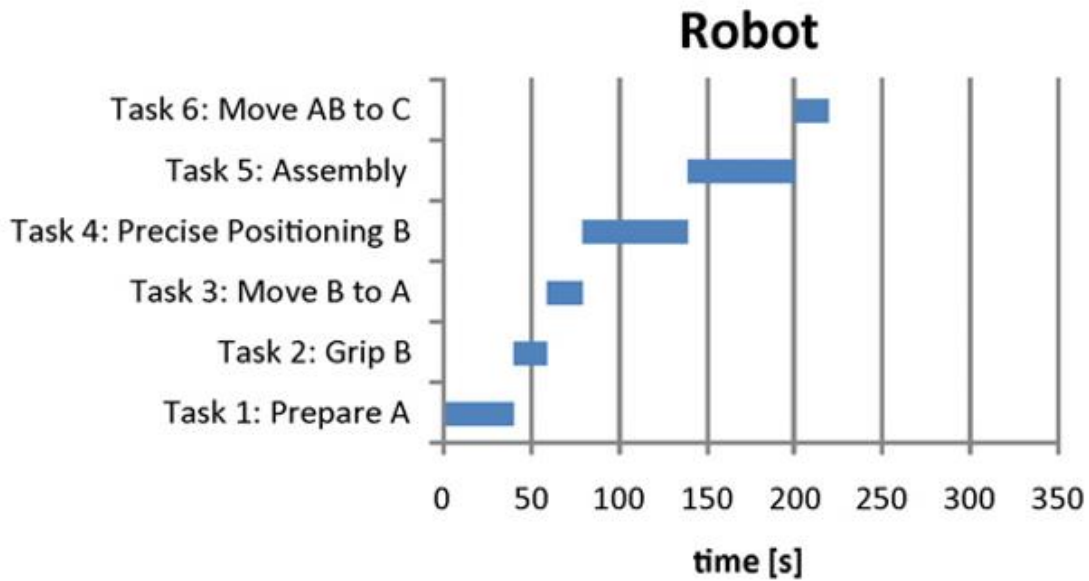 Robot
Task 6: Move AB to C
Task 5: Assembly
Task 4: Precise Positioning B
Task 3: Move B to A
Task 2: Grip B
Task 1: Prepare A
0 50 100 150 200 250 300 350
time [s]